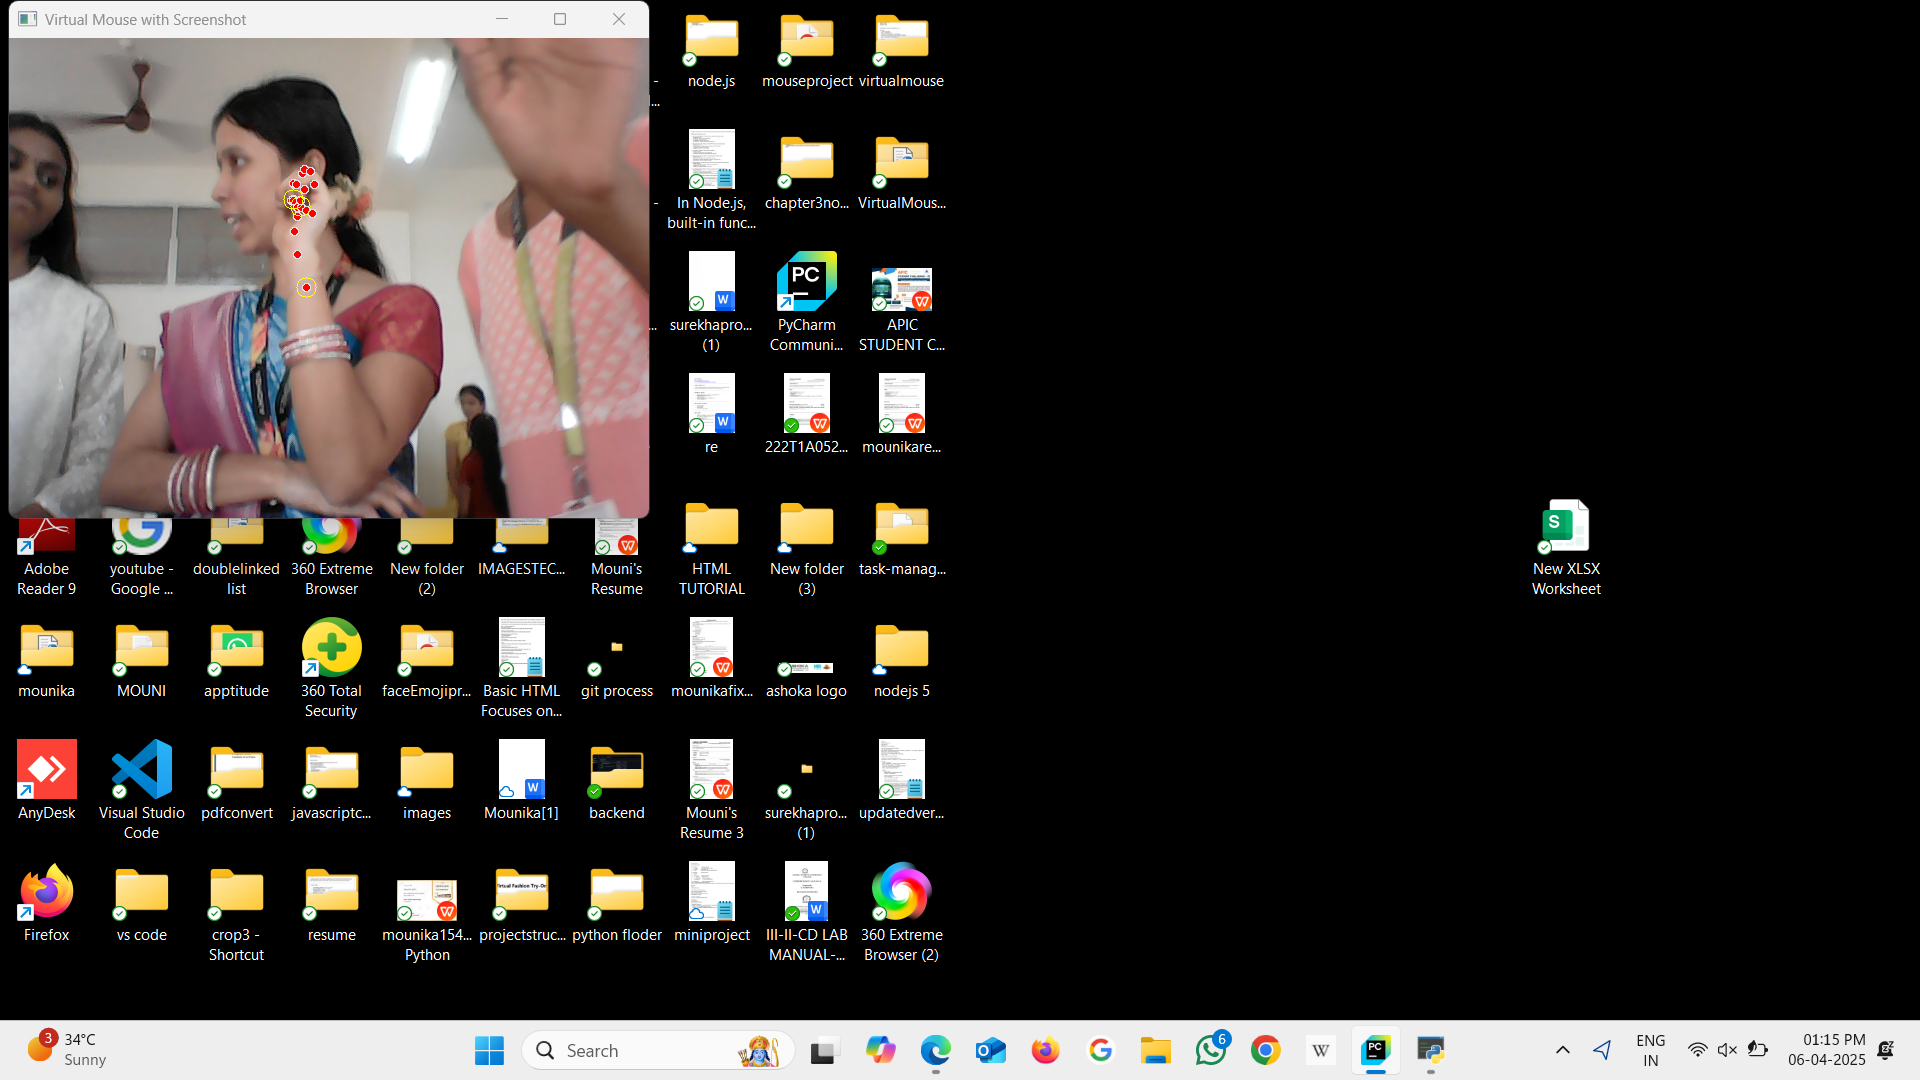 Virtual Mouse with Screenshot
node.js
mouseproject
virtualmouse
In Node.js,
built-in func...
chapter3no...
VirtualMous...
surekhapro...
(1)
PC
PyCharm
Communi...
APIC
STUDENT C...
re
222T1A052...
mounikare...
Adobe
Reader 9
youtube -
Google ...
doublelinked
list
360 Extreme
Browser
New folder
(2)
IMAGESTEC...
Mouni's
Resume
HTML
TUTORIAL
New folder
(3)
task-manag...
New XLSX
Worksheet
mounika
MOUNI
apptitude
360 Total
Security
faceEmojipr...
Basic HTML
Focuses on...
git process
mounikafix...
ashoka logo
nodejs 5
AnyDesk
Visual Studio
Code
pdfconvert
javascriptc...
images
Mounika[1]
backend
Mouni's
Resume 3
surekhapro...
(1)
updatedver...
Firefox
vs code
crop3 -
Shortcut
resume
mounika154...
Python
projectstruc...
python floder
miniproject
III-II-CD LAB
MANUAL-...
360 Extreme
Browser (2)
3
34°C
Sunny
Search
6
ENG
IN
01:15 PM
06-04-2025